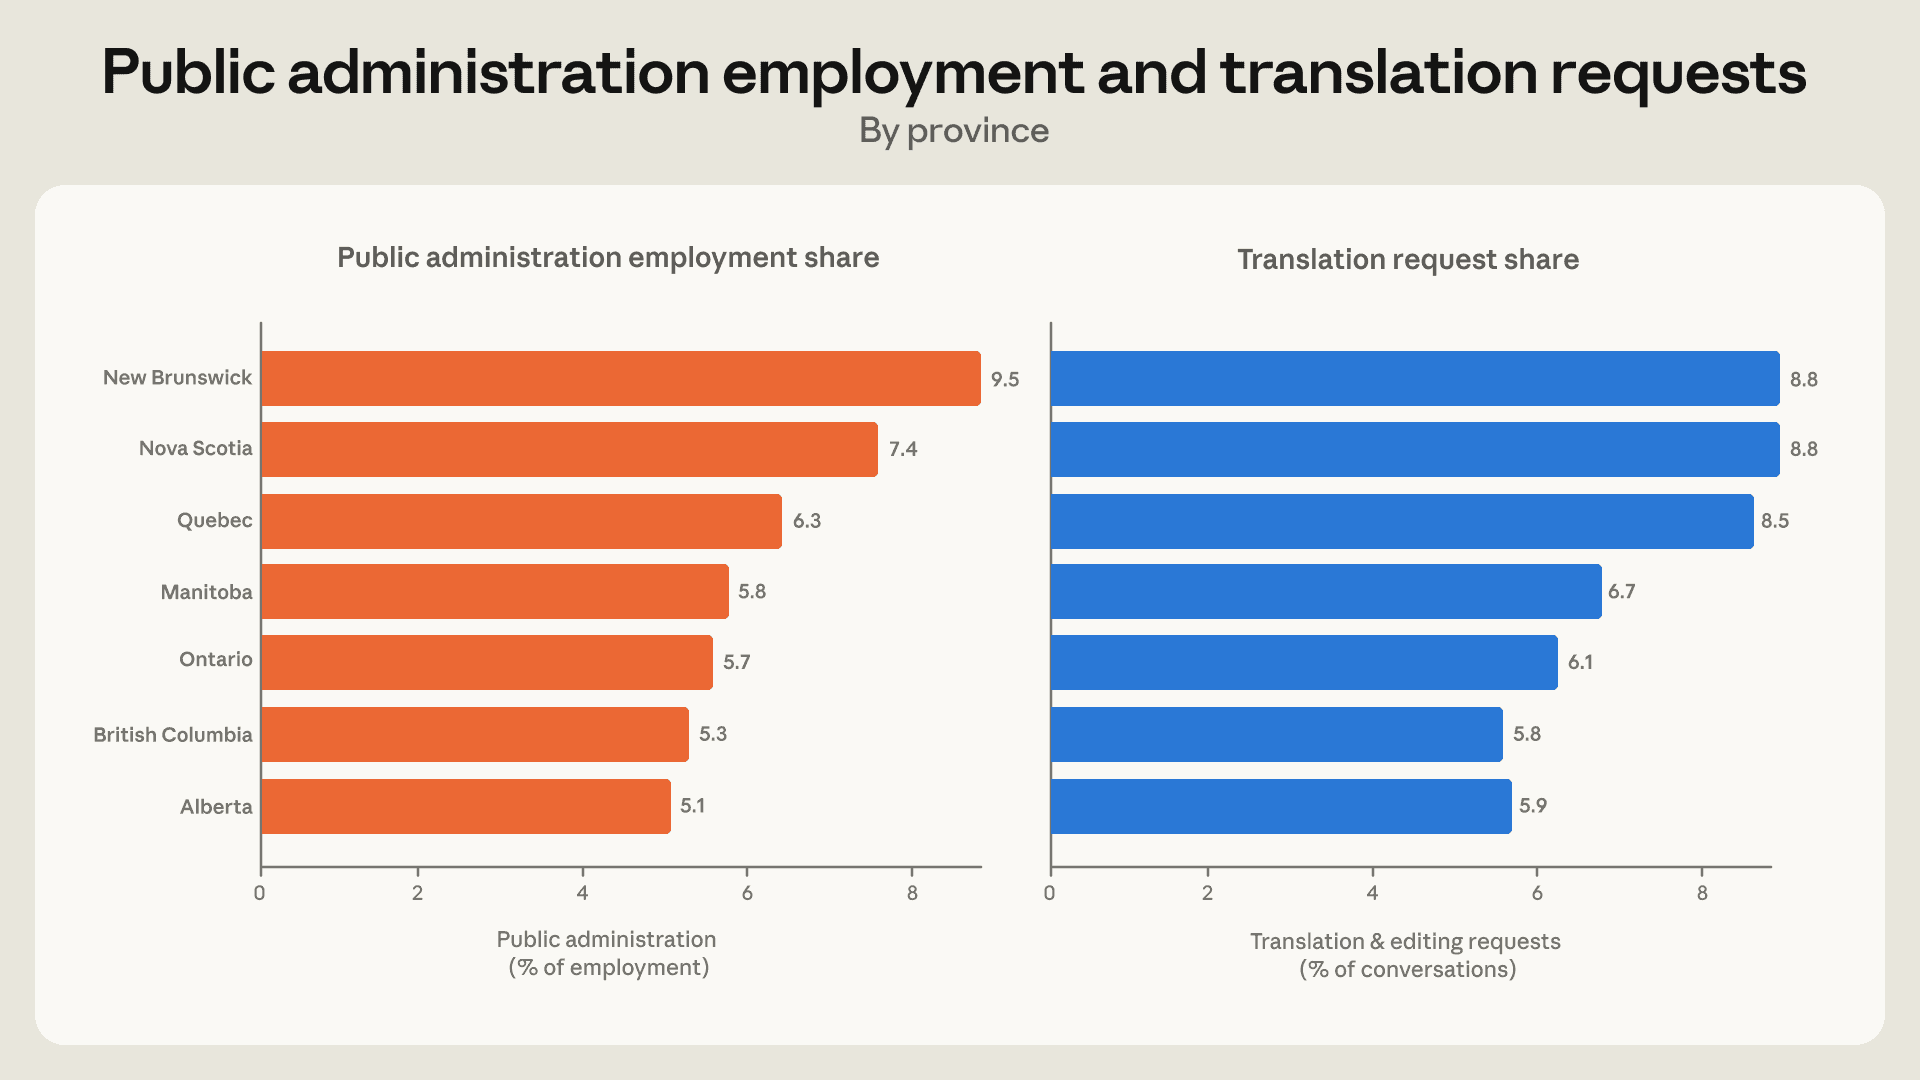 Public administration employment and translation requests
By province
Public administration employment share
New Brunswick 9.5
Nova Scotia 7.4
Quebec 6.3
Manitoba 5.8
Ontario 5.7
British Columbia 5.3
Alberta 5.1
0 2 4 6 8
Public administration
(% of employment)
Translation request share
8.8
8.8
8.5
6.7
6.1
5.8
5.9
0 2 4 6 8
Translation & editing requests
(% of conversations)